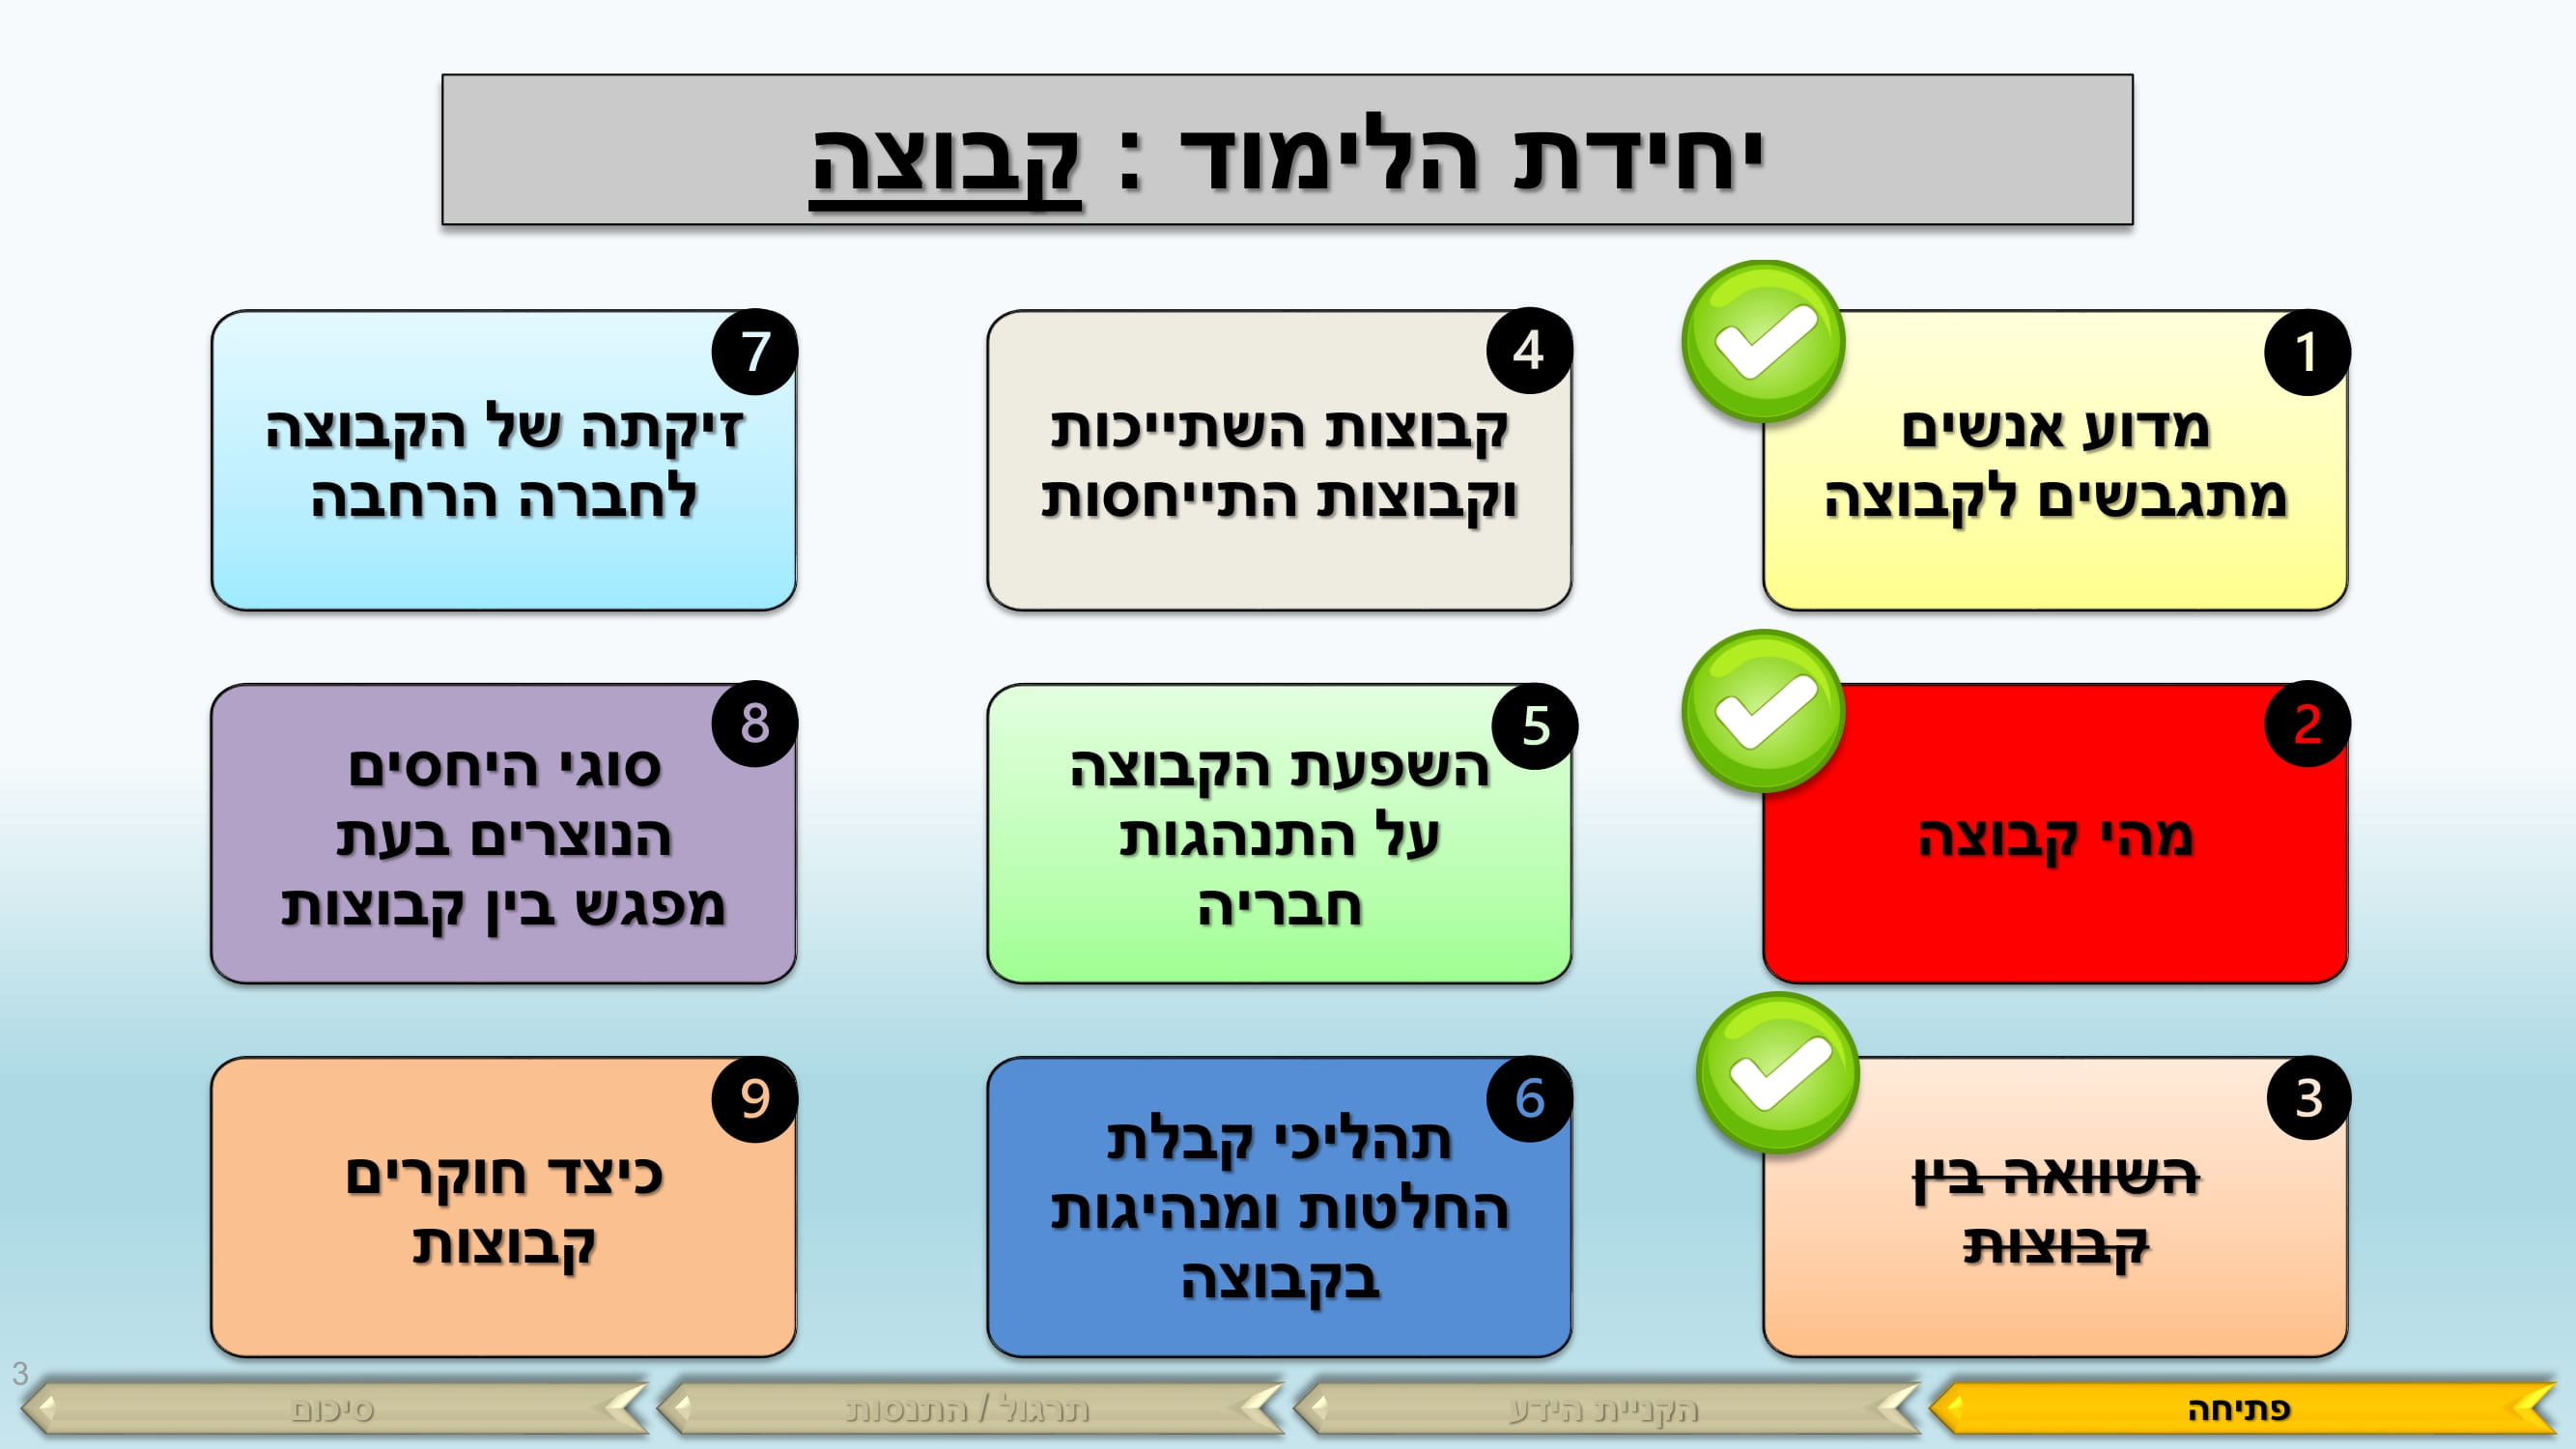 יחידת הלימוד : קבוצה
1
מדוע אנשים
מתגבשים לקבוצה
2
מהי קבוצה
3
השוואה בין
קבוצות
4
קבוצות השתייכות
וקבוצות התייחסות
5
השפעת הקבוצה
על התנהגות
חבריה
6
תהליכי קבלת
החלטות ומנהיגות
בקבוצה
7
זיקתה של הקבוצה
לחברה הרחבה
8
סוגי היחסים
הנוצרים בעת
מפגש בין קבוצות
9
כיצד חוקרים
קבוצות
פתיחה
הקניית הידע
תרגול / התנסות
סיכום
3